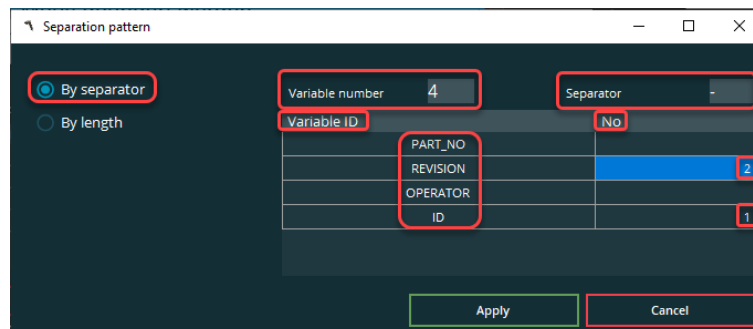 Separation pattern
By separator
Variable number 4 Separator -
By length
Variable ID No
PART_NO
REVISION 2
OPERATOR
ID 1
Apply Cancel